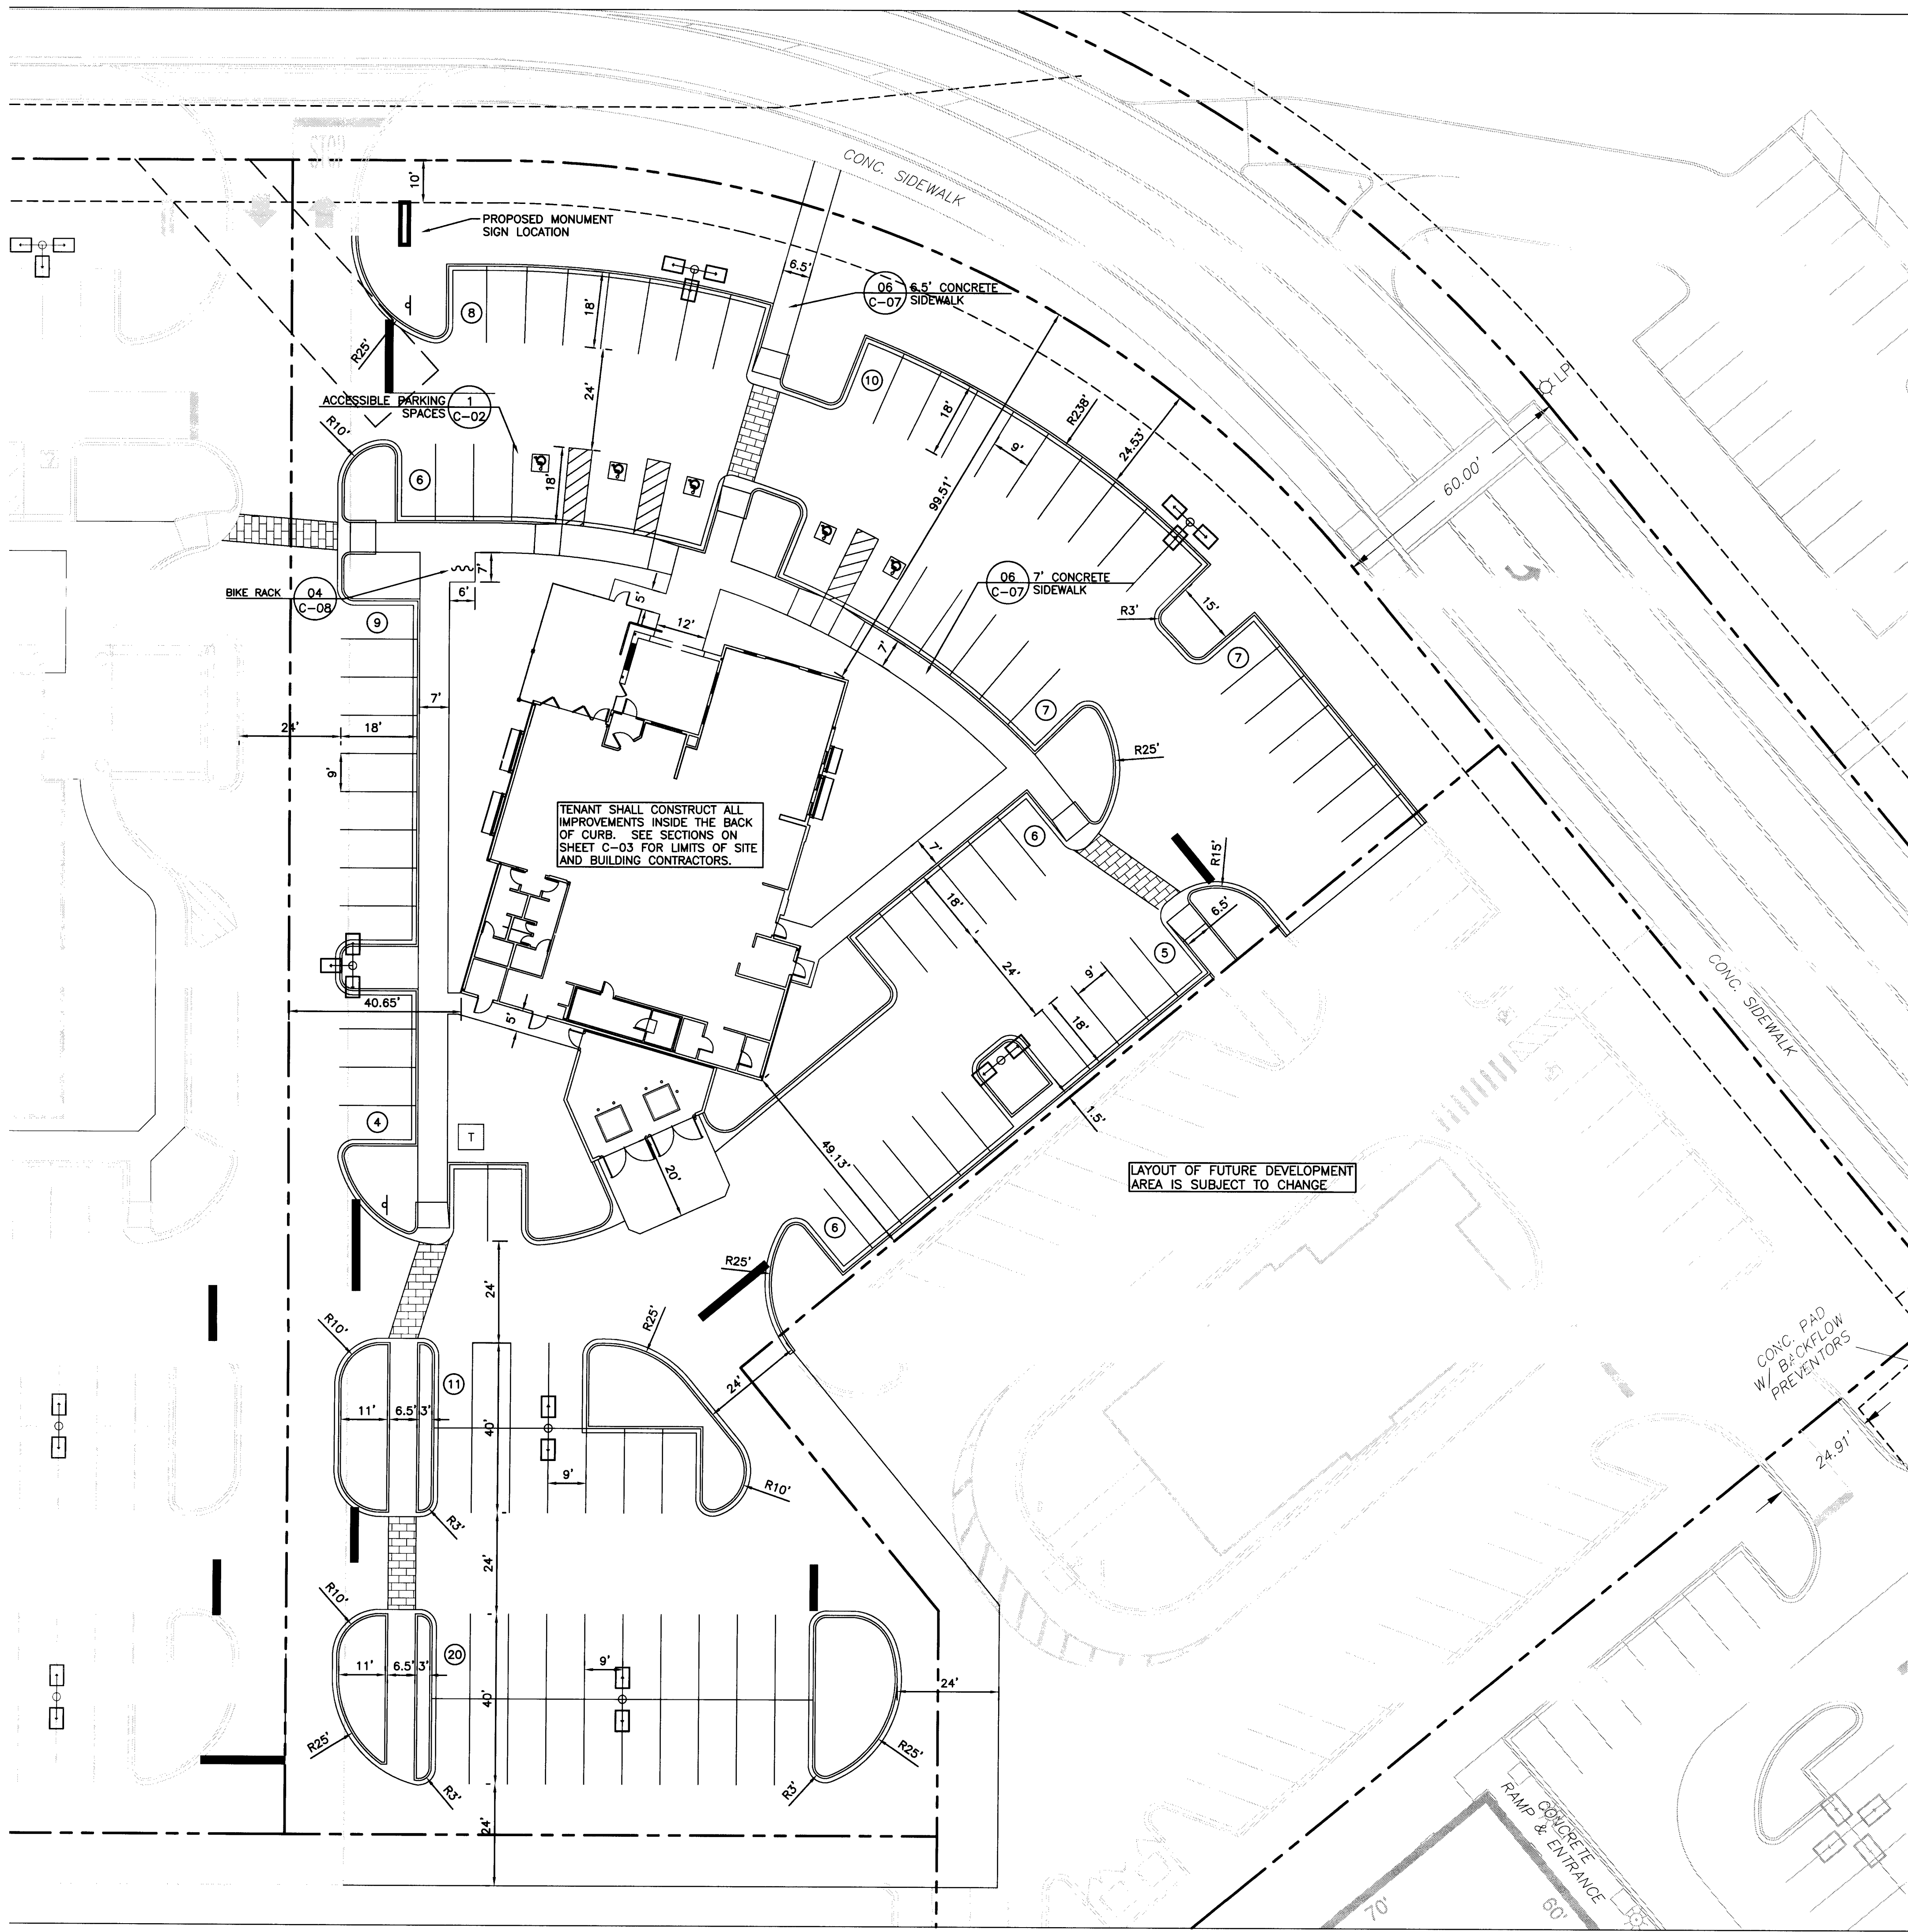 STOP
CONC. SIDEWALK
10'
PROPOSED MONUMENT
SIGN LOCATION
6.5'
06
C-07
6.5' CONCRETE
SIDEWALK
8
18'
R25'
24'
10
ACCESSIBLE PARKING
SPACES
1
C-02
18'
R238'
24.53'
LP
R10'
9'
6
18'
99.51'
60.00'
BIKE RACK
04
C-08
7'
6'
06
C-07
7' CONCRETE
SIDEWALK
9
5'
12'
15'
R3'
7'
7
7'
7
24'
18'
R25'
9'
TENANT SHALL CONSTRUCT ALL
IMPROVEMENTS INSIDE THE BACK
OF CURB. SEE SECTIONS ON
SHEET C-03 FOR LIMITS OF SITE
AND BUILDING CONTRACTORS.
6
7'
R15'
18'
6.5'
5
24'
9'
CONC. SIDEWALK
40.65'
5'
18'
4
T
1.5'
49.13'
20'
LAYOUT OF FUTURE DEVELOPMENT
AREA IS SUBJECT TO CHANGE
6
R25'
24'
R10'
R25'
CONC. PAD
W/ BACKFLOW
PREVENTORS
11
24'
11'
6.5'
3'
40'
24.91'
9'
R10'
R3'
24'
R10'
20
11'
6.5'
3'
9'
40'
24'
R25'
R25'
R3'
R3'
24'
CONCRETE
RAMP & ENTRANCE
70'
60'